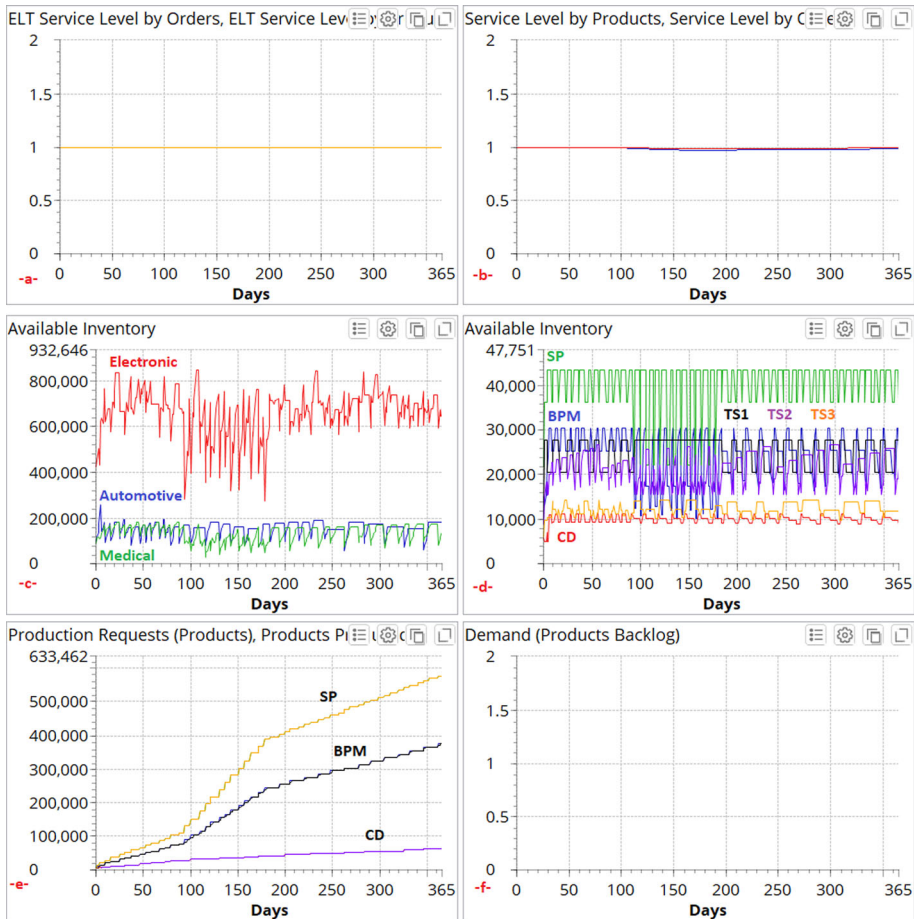 ELT Service Level by Orders, ELT Service Level by
2
1.5
1
0.5
0
0 50 100 150 200 250 300 365
-a-
Days
Service Level by Products, Service Level by
2
1.5
1
0.5
0
0 50 100 150 200 250 300 365
-b-
Days
Available Inventory
932,646
Electronic
800,000
600,000
400,000
Automotive
200,000
Medical
0
0 50 100 150 200 250 300 365
-c-
Days
Available Inventory
47,751
SP
40,000
BPM TS1 TS2 TS3
30,000
20,000
10,000
CD
0
0 50 100 150 200 250 300 365
-d-
Days
Production Requests (Products), Products
633,462
500,000
SP
400,000
BPM
300,000
200,000
100,000
CD
0
0 50 100 150 200 250 300 365
-e-
Days
Demand (Products Backlog)
2
1.5
1
0.5
0
0 50 100 150 200 250 300 365
-f-
Days